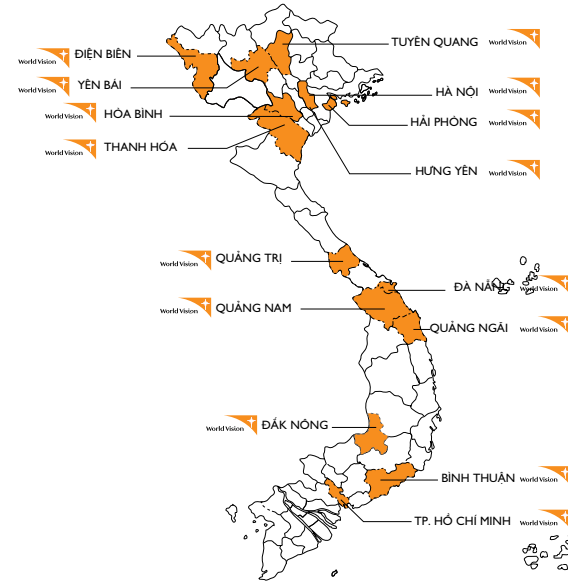 TUYÊN QUANG World Vision
World Vision ĐIỆN BIÊN
World Vision YÊN BÁI
HÀ NỘI World Vision
World Vision HÒA BÌNH
HẢI PHÒNG World Vision
World Vision THANH HÓA
HƯNG YÊN World Vision
World Vision QUẢNG TRỊ
ĐÀ NẴNG World Vision
World Vision QUẢNG NAM
QUẢNG NGÃI World Vision
World Vision ĐẮK NÔNG
BÌNH THUẬN World Vision
TP. HỒ CHÍ MINH World Vision